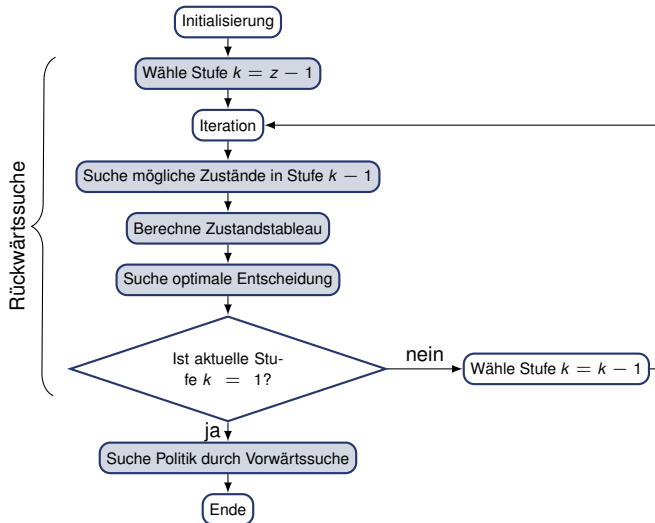 Initialisierung
Wähle Stufe k = z − 1
Iteration
Suche mögliche Zustände in Stufe k − 1
Berechne Zustandstableau
Suche optimale Entscheidung
Ist aktuelle Stu-
fe k = 1?
nein
Wähle Stufe k = k − 1
ja
Suche Politik durch Vorwärtssuche
Ende
Rückwärtssuche